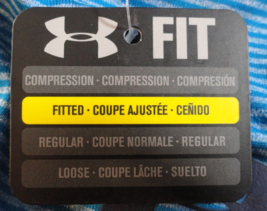 FIT
COMPRESSION · COMPRESSION · COMPRESIÓN
FITTED · COUPE AJUSTÉE · CEÑIDO
REGULAR · COUPE NORMALE · REGULAR
LOOSE · COUPE LÂCHE · SUELTO